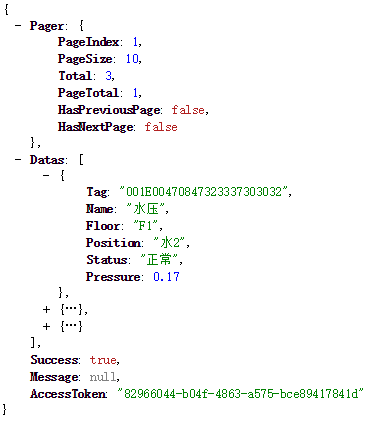 {
- Pager: {
PageIndex: 1,
PageSize: 10,
Total: 3,
PageTotal: 1,
HasPreviousPage: false,
HasNextPage: false
},
- Datas: [
- {
Tag: "001E00470847323337303032",
Name: "水压",
Floor: "F1",
Position: "水2",
Status: "正常",
Pressure: 0.17
},
+ {…},
+ {…}
],
Success: true,
Message: null,
AccessToken: "82966044-b04f-4863-a575-bce89417841d"
}